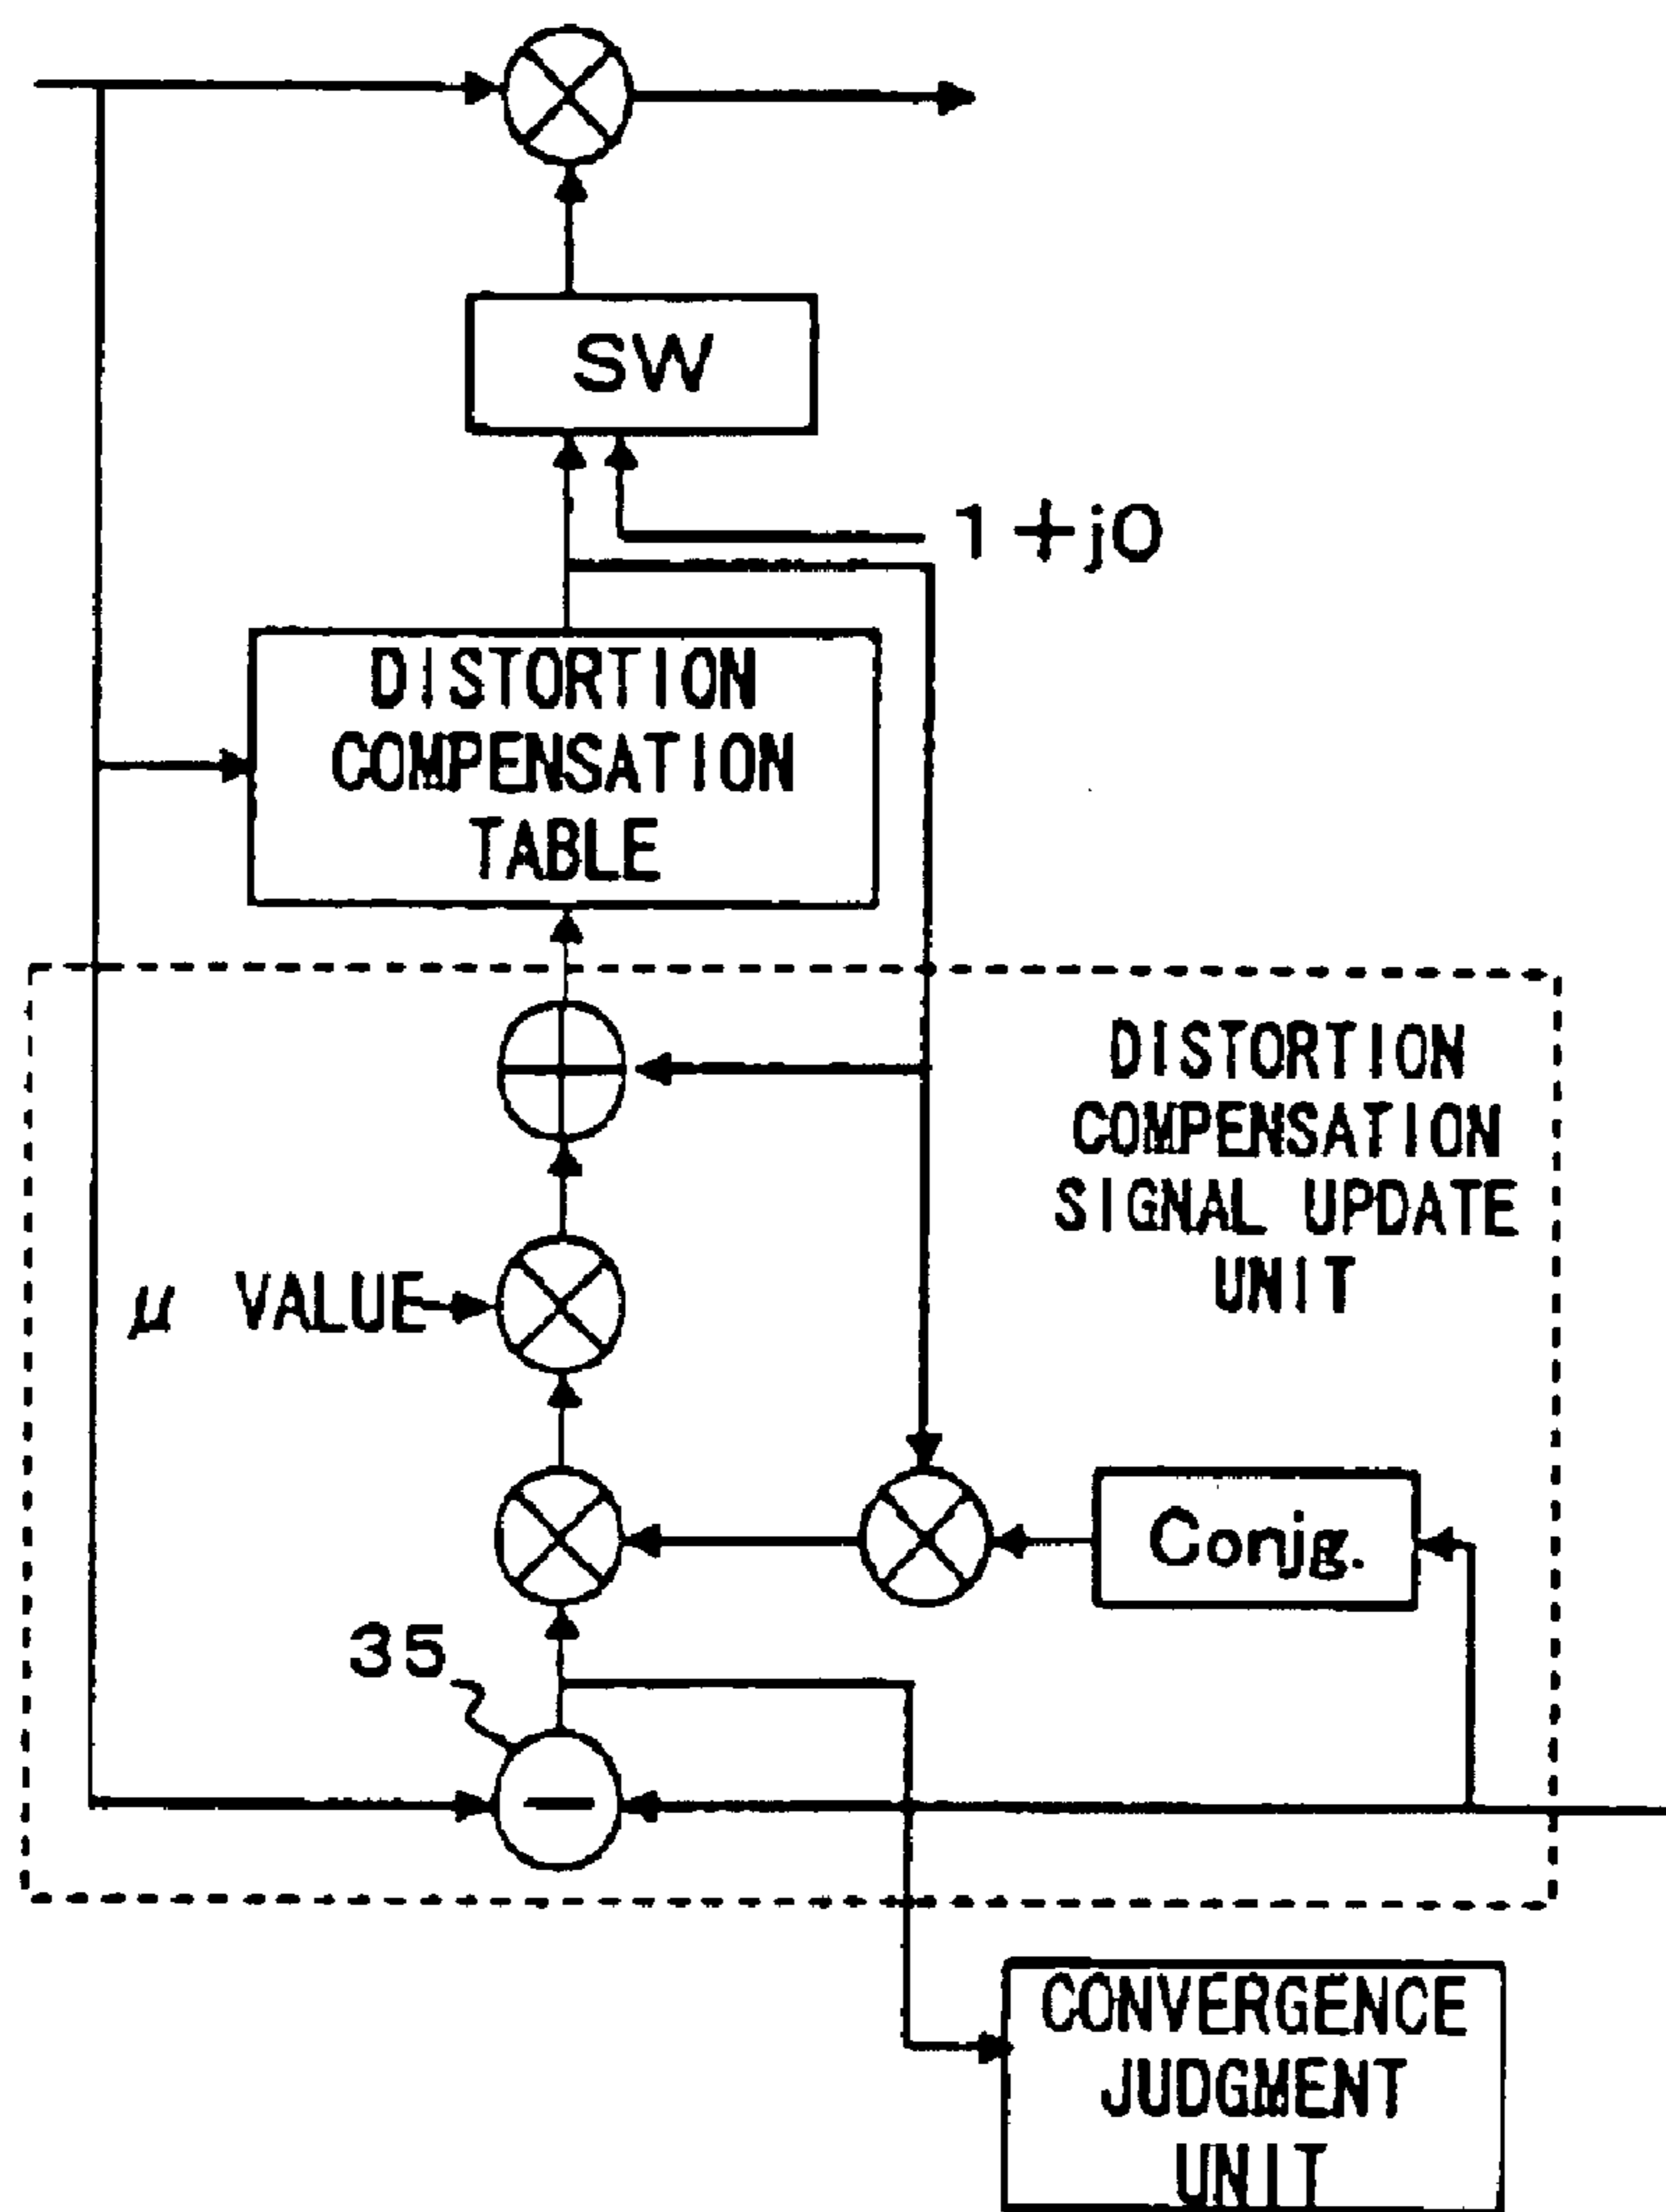 SW
1+j0
DISTORTION
COMPENSATION
TABLE
DISTORTION
COMPENSATION
SIGNAL UPDATE
UNIT
μ VALUE
Conjg.
35
−
CONVERGENCE
JUDGMENT
UNIT